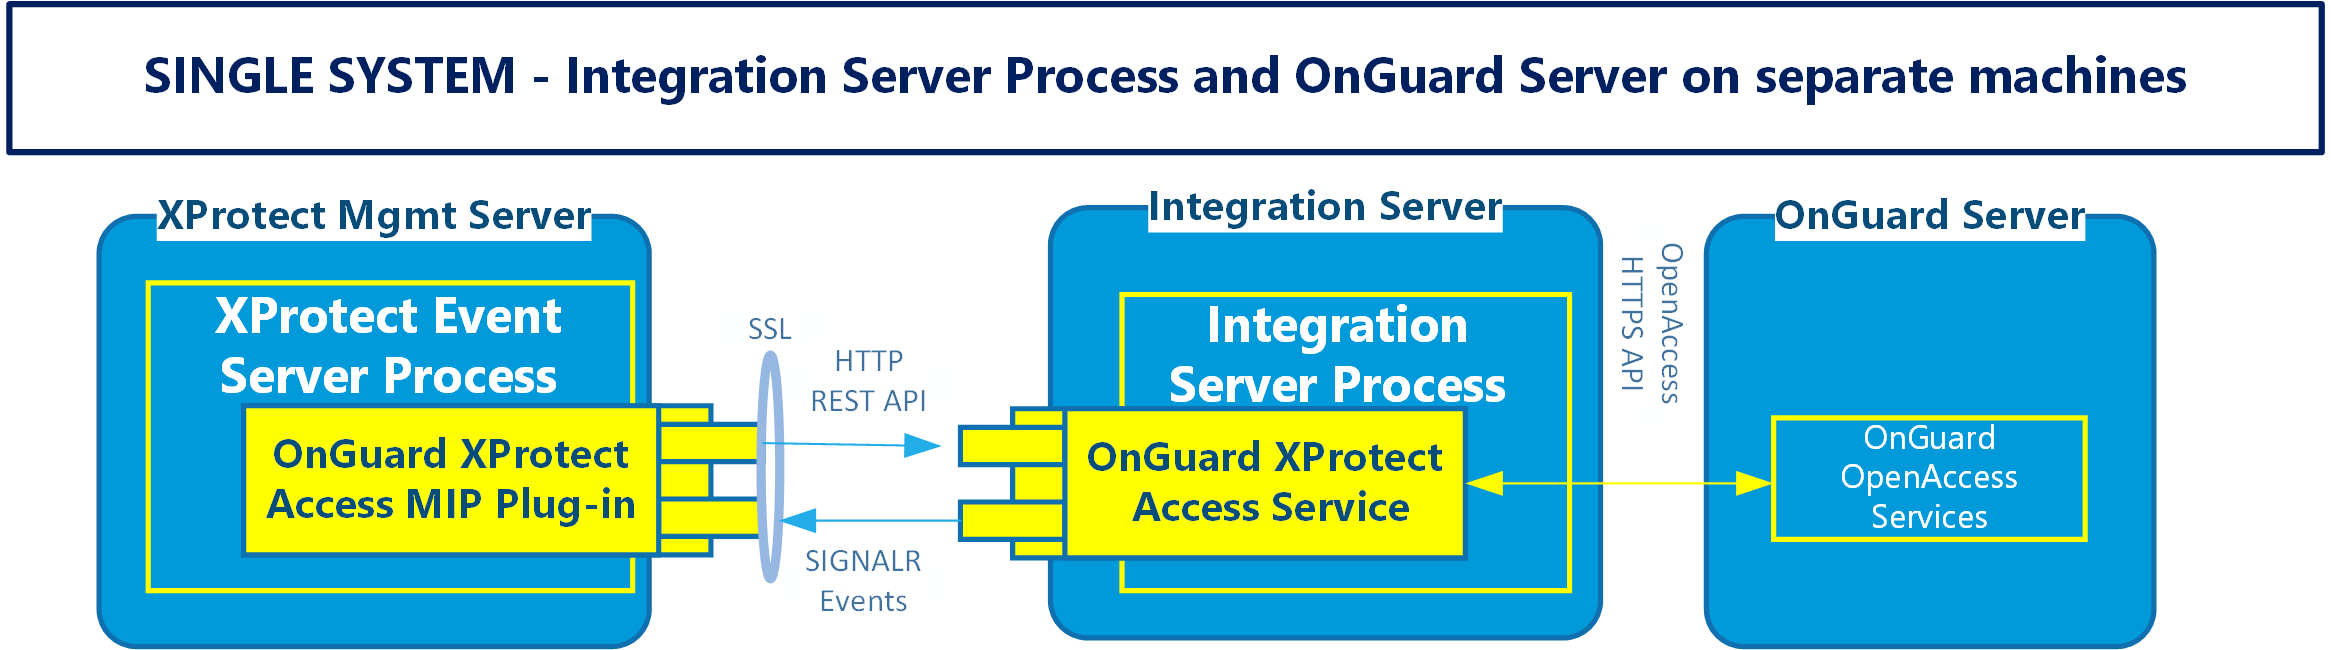 SINGLE SYSTEM - Integration Server Process and OnGuard Server on separate machines
XProtect Mgmt Server
XProtect Event
Server Process
OnGuard XProtect
Access MIP Plug-in
SSL
HTTP
REST API
SIGNALR
Events
Integration Server
Integration
Server Process
OnGuard XProtect
Access Service
OpenAccess
HTTPS API
OnGuard Server
OnGuard
OpenAccess
Services